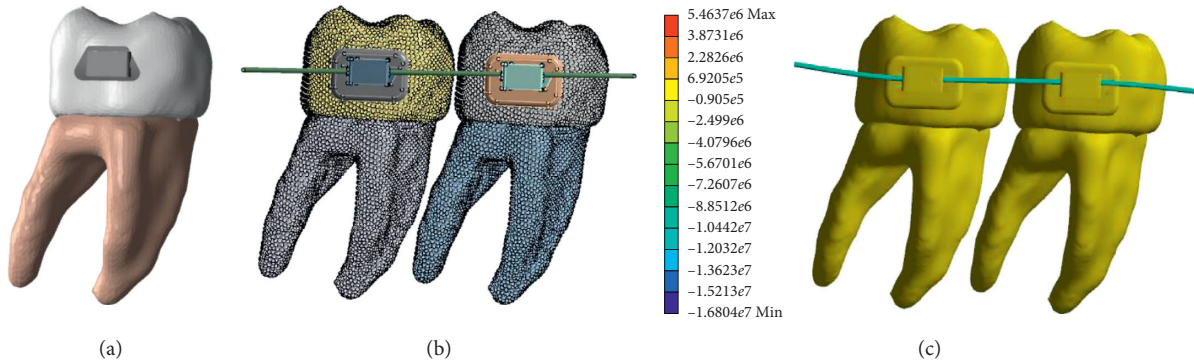 5.4637e6 Max
3.8731e6
2.2826e6
6.9205e5
–0.905e5
–2.499e6
–4.0796e6
–5.6701e6
–7.2607e6
–8.8512e6
–1.0442e7
–1.2032e7
–1.3623e7
–1.5213e7
–1.6804e7 Min
(a)
(b)
(c)